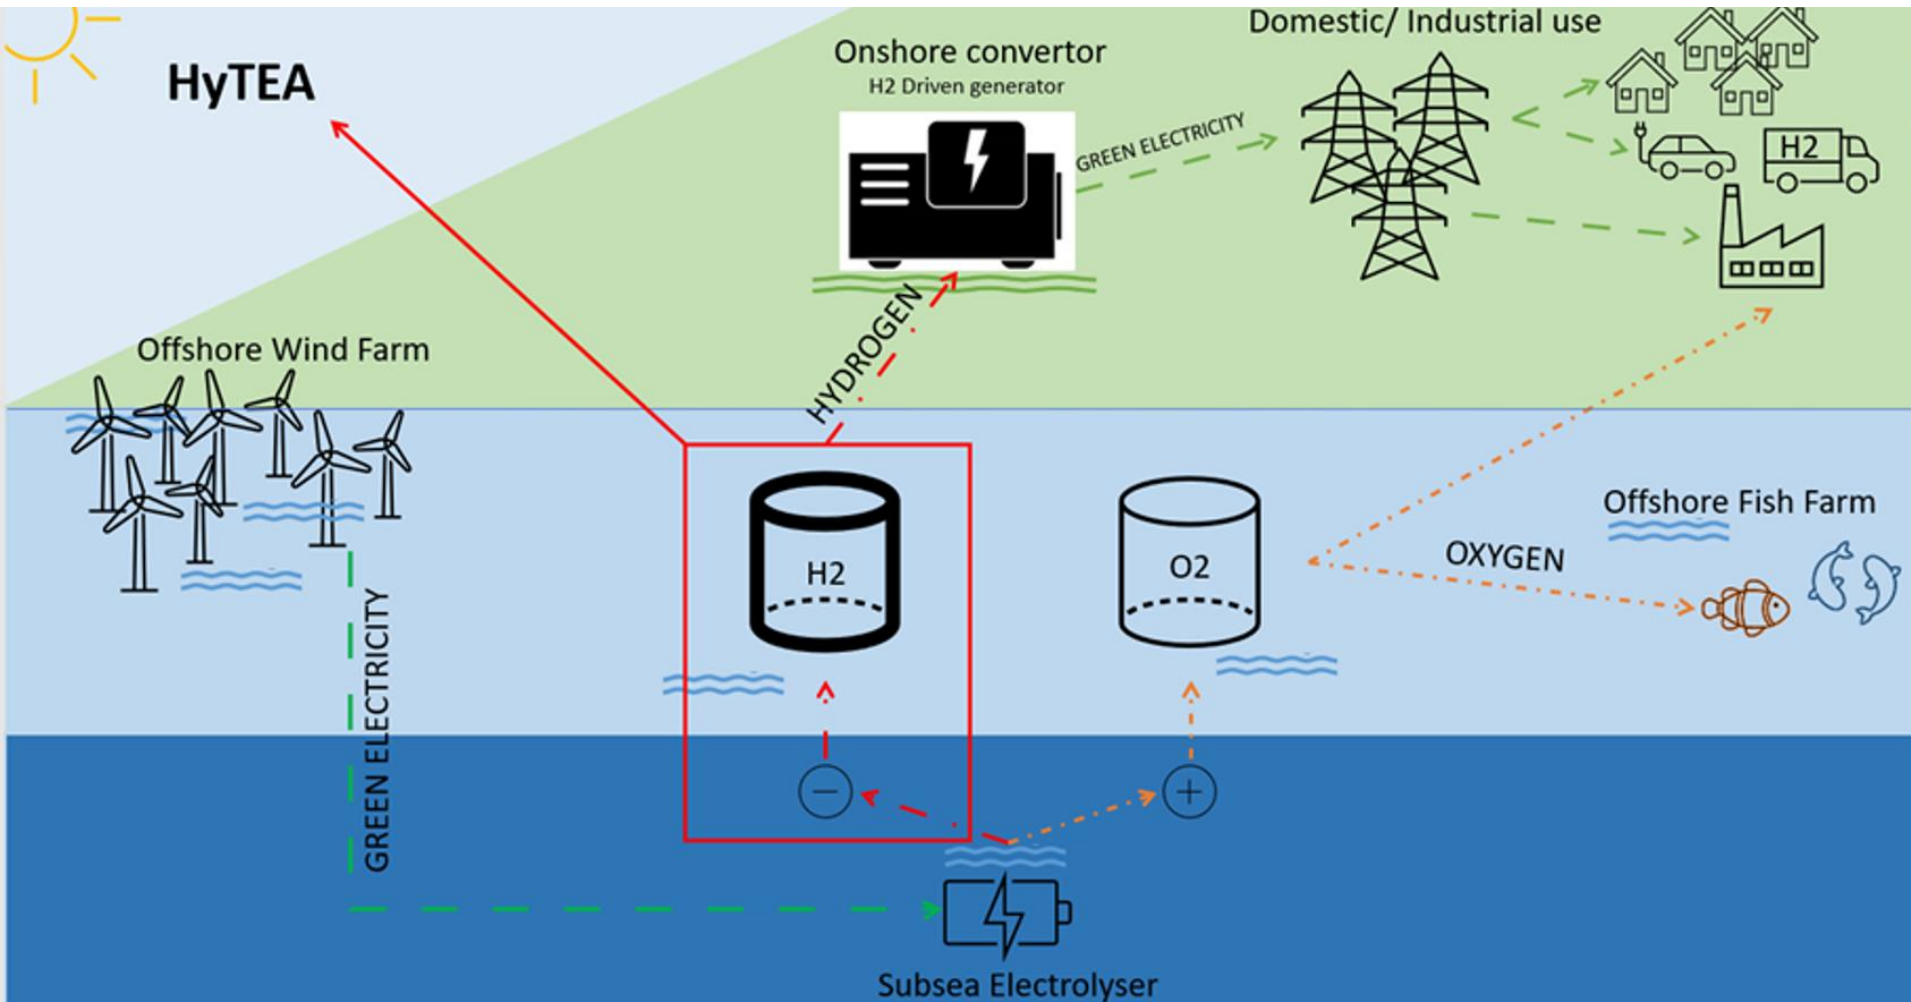 Domestic/ Industrial use
Onshore convertor
H2 Driven generator
HyTEA
GREEN ELECTRICITY
H2
HYDROGEN
Offshore Wind Farm
Offshore Fish Farm
OXYGEN
H2
O2
GREEN ELECTRICITY
−
+
Subsea Electrolyser